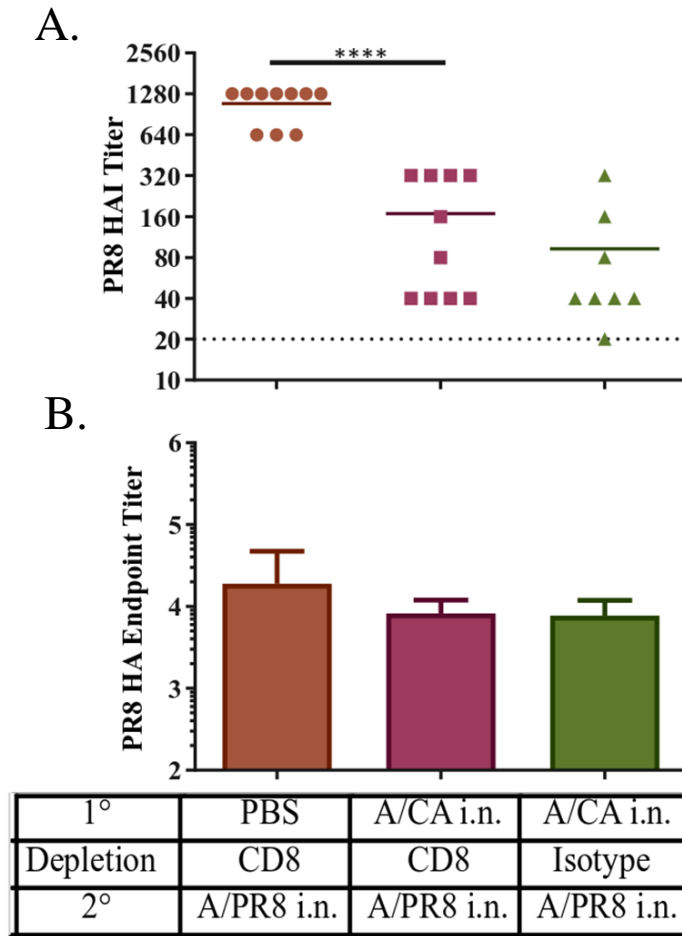 A.
****
PR8 HAI Titer
2560
1280
640
320
160
80
40
20
10
B.
PR8 HA Endpoint Titer
6
5
4
3
2
1° PBS A/CA i.n. A/CA i.n.
Depletion CD8 CD8 Isotype
2° A/PR8 i.n. A/PR8 i.n. A/PR8 i.n.